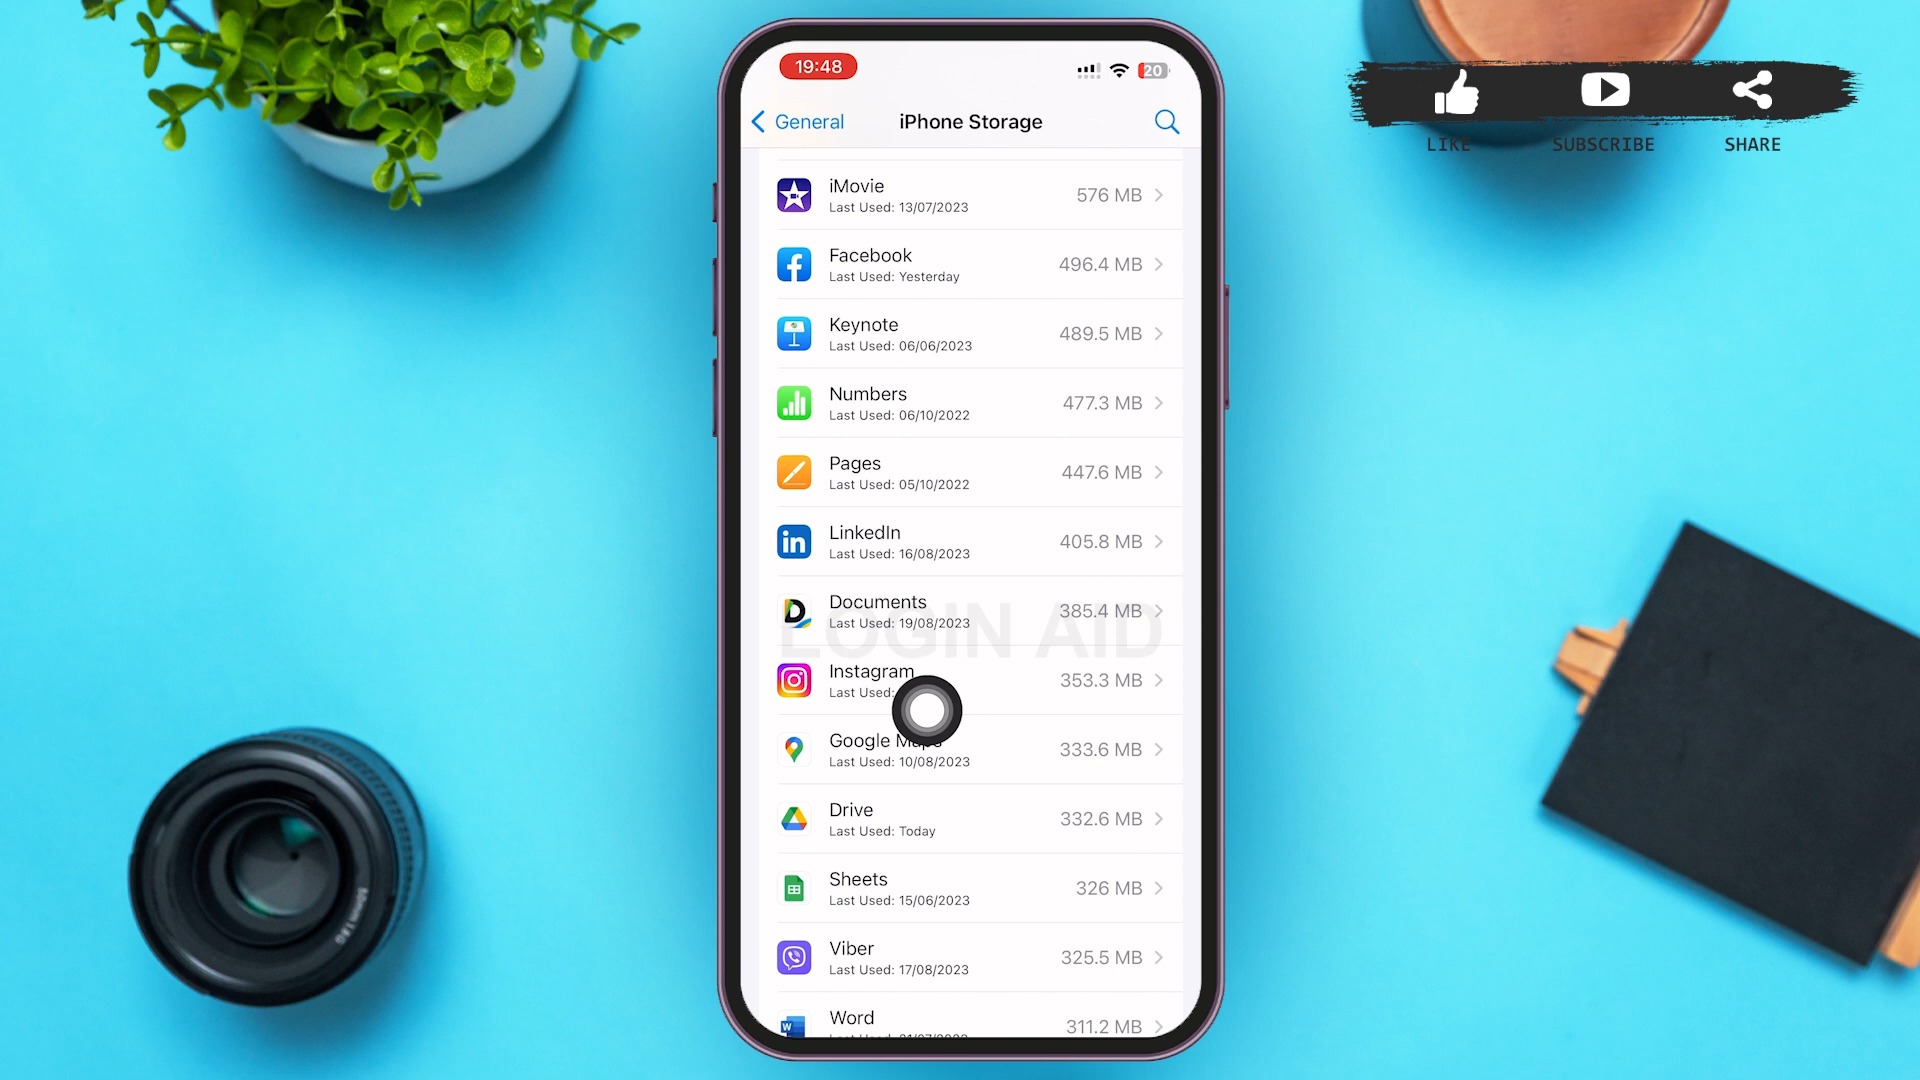 19:48
20
General
iPhone Storage
LIKE
SUBSCRIBE
SHARE
iMovie
Last Used: 13/07/2023
576 MB
Facebook
Last Used: Yesterday
496.4 MB
Keynote
Last Used: 06/06/2023
489.5 MB
Numbers
Last Used: 06/10/2022
477.3 MB
Pages
Last Used: 05/10/2022
447.6 MB
LinkedIn
Last Used: 16/08/2023
405.8 MB
Documents
Last Used: 19/08/2023
385.4 MB
LOGIN AID
Instagram
Last Used:
353.3 MB
Google Maps
Last Used: 10/08/2023
333.6 MB
Drive
Last Used: Today
332.6 MB
Sheets
Last Used: 15/06/2023
326 MB
Viber
Last Used: 17/08/2023
325.5 MB
Word
311.2 MB